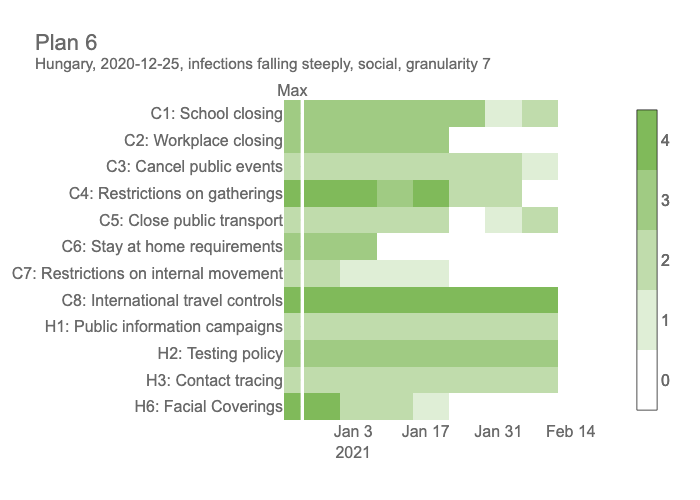 Plan 6
Hungary, 2020-12-25, infections falling steeply, social, granularity 7
Max
C1: School closing
C2: Workplace closing
C3: Cancel public events
C4: Restrictions on gatherings
C5: Close public transport
C6: Stay at home requirements
C7: Restrictions on internal movement
C8: International travel controls
H1: Public information campaigns
H2: Testing policy
H3: Contact tracing
H6: Facial Coverings
Jan 3 Jan 17 Jan 31 Feb 14
2021
4
3
2
1
0